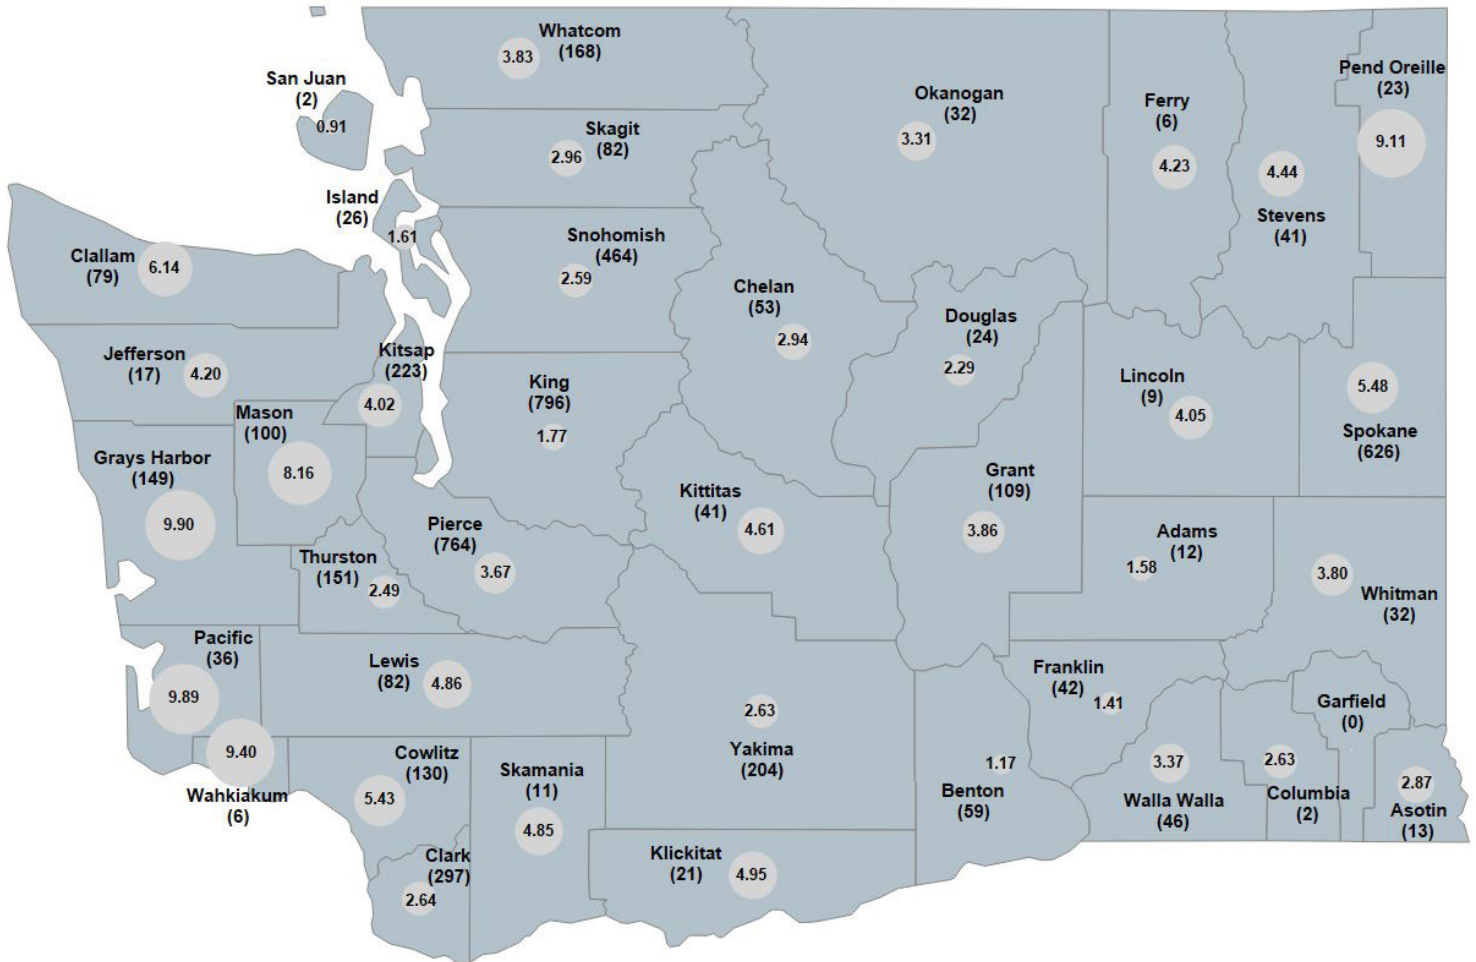 Whatcom
(168)
3.83
San Juan
(2)
0.91
Skagit
(82)
2.96
Island
(26)
1.61
Okanogan
(32)
3.31
Ferry
(6)
4.23
Pend Oreille
(23)
9.11
4.44
Stevens
(41)
Clallam
(79)
6.14
Snohomish
(464)
2.59
Chelan
(53)
2.94
Douglas
(24)
2.29
Jefferson
(17)
4.20
Kitsap
(223)
4.02
King
(796)
1.77
Lincoln
(9)
4.05
5.48
Spokane
(626)
Mason
(100)
8.16
Grays Harbor
(149)
9.90
Kittitas
(41)
4.61
Grant
(109)
3.86
Pierce
(764)
3.67
Thurston
(151)
2.49
Adams
(12)
1.58
3.80
Whitman
(32)
Pacific
(36)
9.89
Lewis
(82)
4.86
2.63
Yakima
(204)
Franklin
(42)
1.41
Garfield
(0)
9.40
Wahkiakum
(6)
Cowlitz
(130)
5.43
Skamania
(11)
4.85
1.17
Benton
(59)
3.37
Walla Walla
(46)
2.63
Columbia
(2)
2.87
Asotin
(13)
Clark
(297)
2.64
Klickitat
(21)
4.95